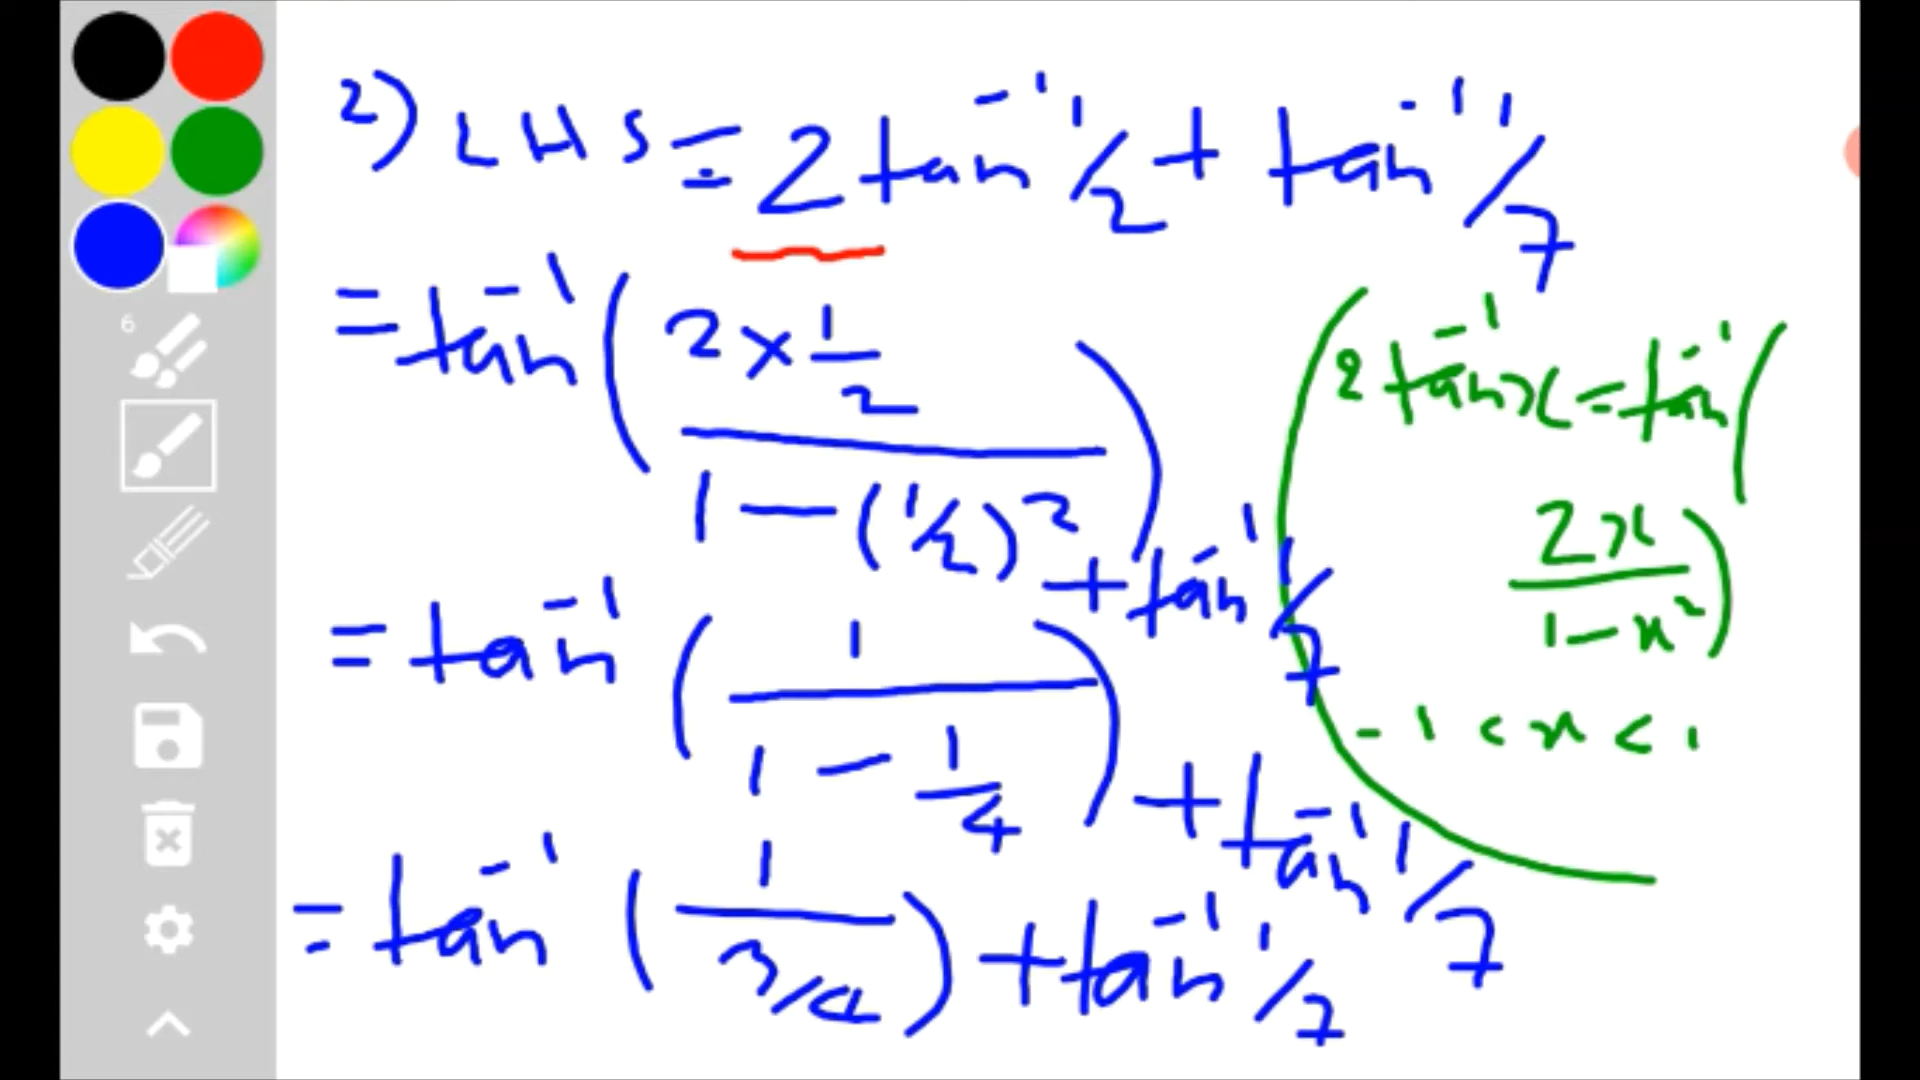 2) LHS = 2 tan⁻¹ 1/2 + tan⁻¹ 1/7
= tan⁻¹ ( (2 × 1/2) / (1 − (1/2)²) ) + tan⁻¹ 1/7
= tan⁻¹ ( 1 / (1 − 1/4) ) + tan⁻¹ 1/7
= tan⁻¹ ( 1 / (3/4) ) + tan⁻¹ 1/7
2 tan⁻¹ x = tan⁻¹ (
2x / (1 − x²) )
-1 < x < 1
6